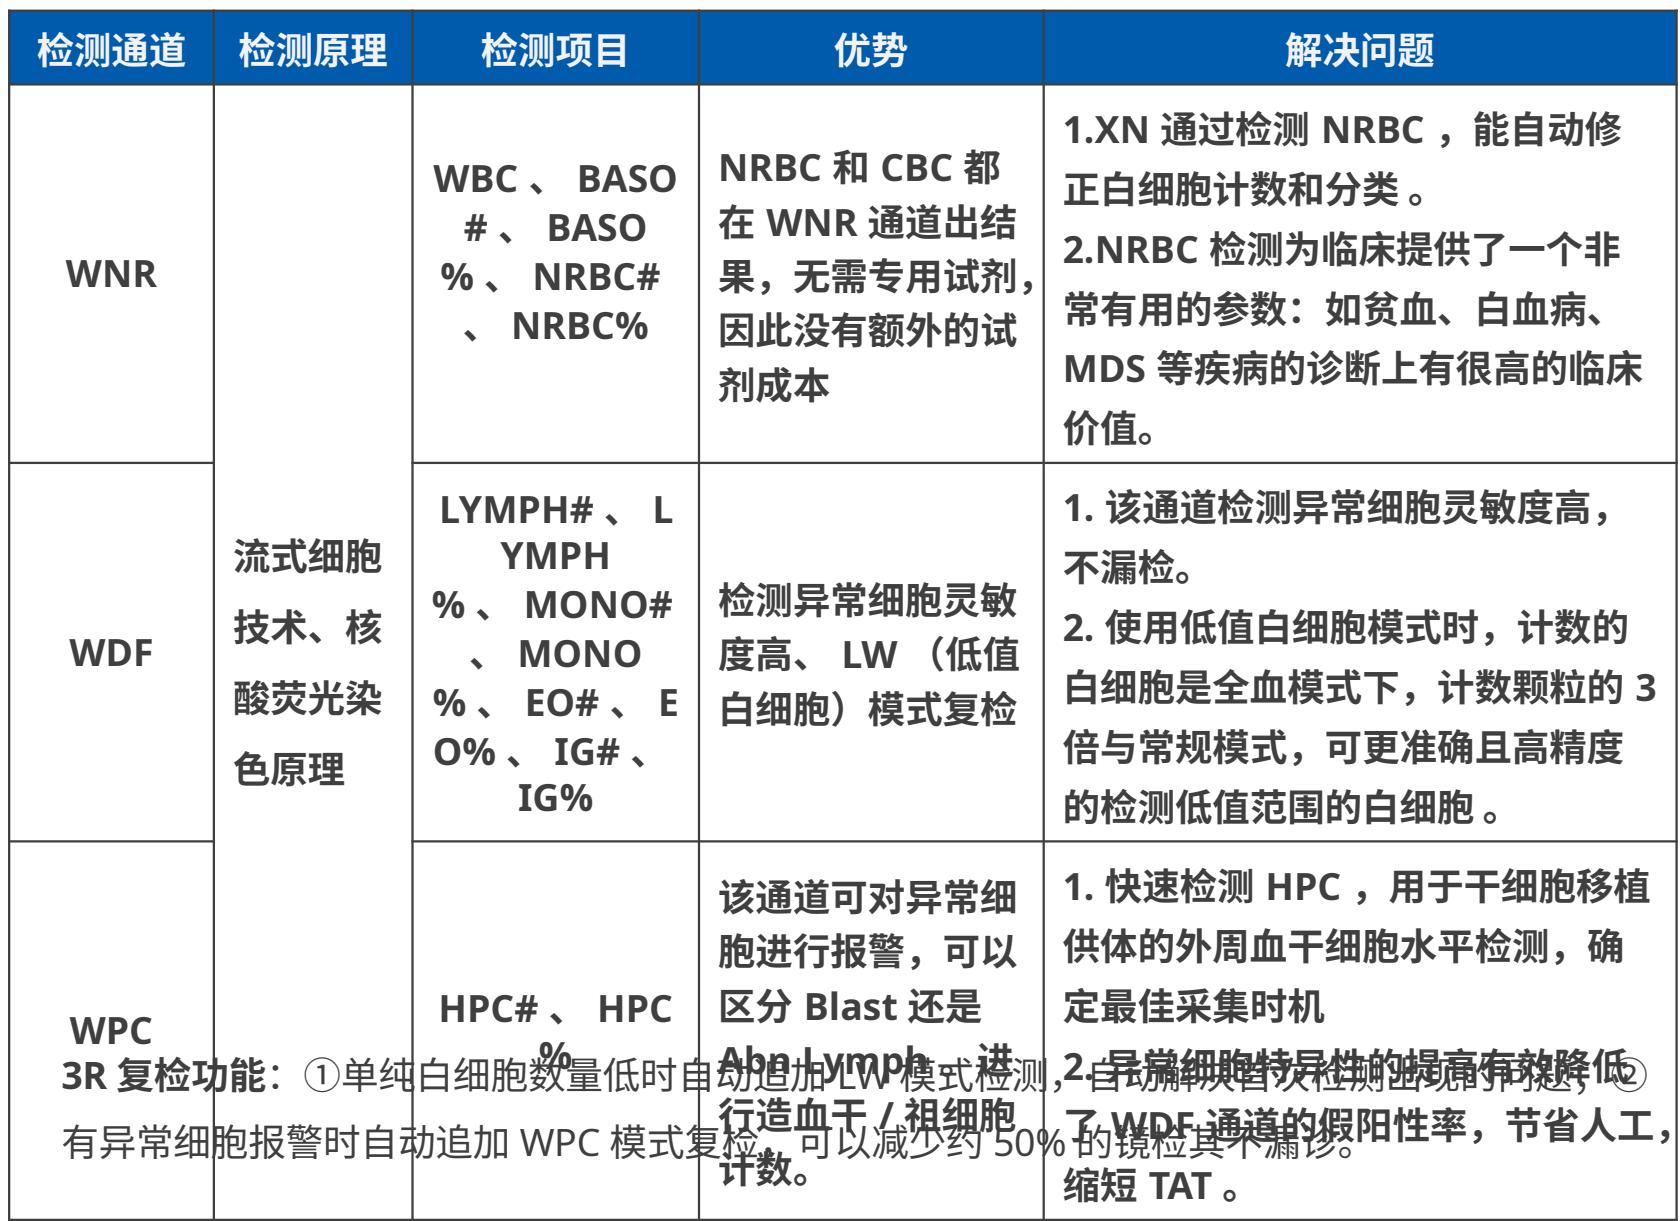 检测通道
检测原理
检测项目
优势
解决问题
WNR
流式细胞
技术、核
酸荧光染
色原理
WBC 、 BASO
# 、 BASO
% 、 NRBC#
、 NRBC%
NRBC 和 CBC 都
在 WNR 通道出结
果，无需专用试剂，
因此没有额外的试
剂成本
1.XN 通过检测 NRBC ，能自动修
正白细胞计数和分类 。
2.NRBC 检测为临床提供了一个非
常有用的参数：如贫血、白血病、
MDS 等疾病的诊断上有很高的临床
价值。
WDF
LYMPH# 、 L
YMPH
% 、 MONO#
、 MONO
% 、 EO# 、 E
O% 、 IG# 、
IG%
检测异常细胞灵敏
度高、 LW （低值
白细胞）模式复检
1. 该通道检测异常细胞灵敏度高，
不漏检。
2. 使用低值白细胞模式时，计数的
白细胞是全血模式下，计数颗粒的 3
倍与常规模式，可更准确且高精度
的检测低值范围的白细胞 。
WPC
HPC# 、 HPC
%
该通道可对异常细
胞进行报警，可以
区分 Blast 还是
Abn Lymph 。进
行造血干 / 祖细胞
计数。
1. 快速检测 HPC ，用于干细胞移植
供体的外周血干细胞水平检测，确
定最佳采集时机
2. 异常细胞特异性的提高有效降低
了 WDF 通道的假阳性率，节省人工，
缩短 TAT 。
3R 复检功能：①单纯白细胞数量低时自动追加 LW 模式检测，自动解决首次检测出现的问题；②
有异常细胞报警时自动追加 WPC 模式复检，可以减少约 50% 的镜检其不漏诊。